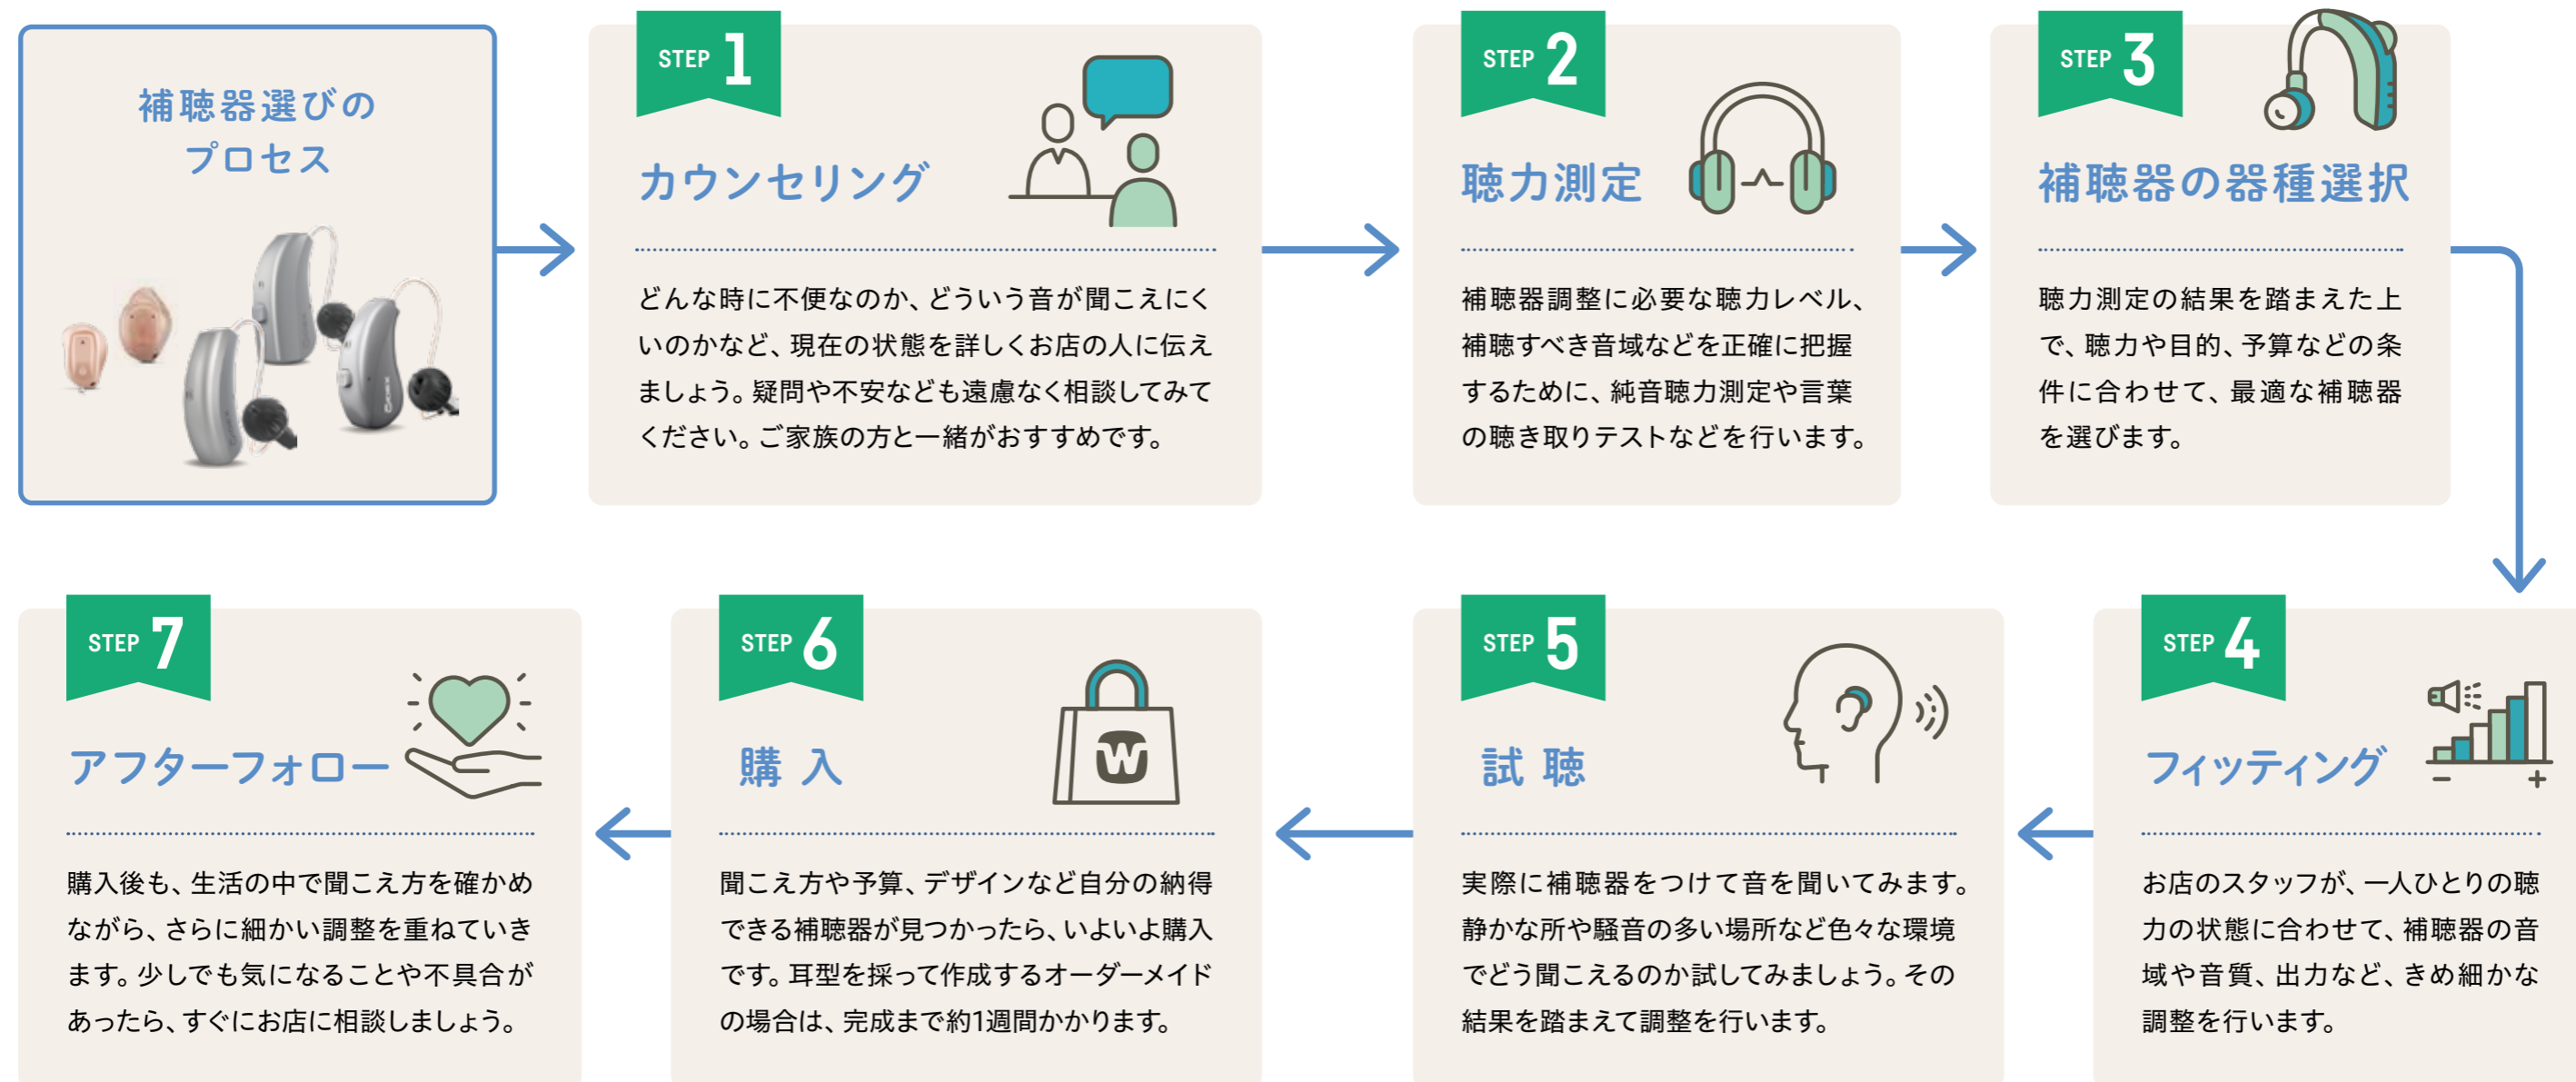 補聴器選びの
プロセス
STEP 1
カウンセリング
どんな時に不便なのか、どういう音が聞こえにく
いのかなど、現在の状態を詳しくお店の人に伝え
ましょう。疑問や不安なども遠慮なく相談してみて
ください。ご家族の方と一緒がおすすめです。
STEP 2
聴力測定
補聴器調整に必要な聴力レベル、
補聴すべき音域などを正確に把握
するために、純音聴力測定や言葉
の聴き取りテストなどを行います。
STEP 3
補聴器の器種選択
聴力測定の結果を踏まえた上
で、聴力や目的、予算などの条
件に合わせて、最適な補聴器
を選びます。
STEP 4
フィッティング
− +
お店のスタッフが、一人ひとりの聴
力の状態に合わせて、補聴器の音
域や音質、出力など、きめ細かな
調整を行います。
STEP 5
試聴
実際に補聴器をつけて音を聞いてみます。
静かな所や騒音の多い場所など色々な環境
でどう聞こえるのか試してみましょう。その
結果を踏まえて調整を行います。
STEP 6
購入
W
聞こえ方や予算、デザインなど自分の納得
できる補聴器が見つかったら、いよいよ購入
です。耳型を採って作成するオーダーメイド
の場合は、完成まで約1週間かかります。
STEP 7
アフターフォロー
購入後も、生活の中で聞こえ方を確かめ
ながら、さらに細かい調整を重ねていき
ます。少しでも気になることや不具合が
あったら、すぐにお店に相談しましょう。